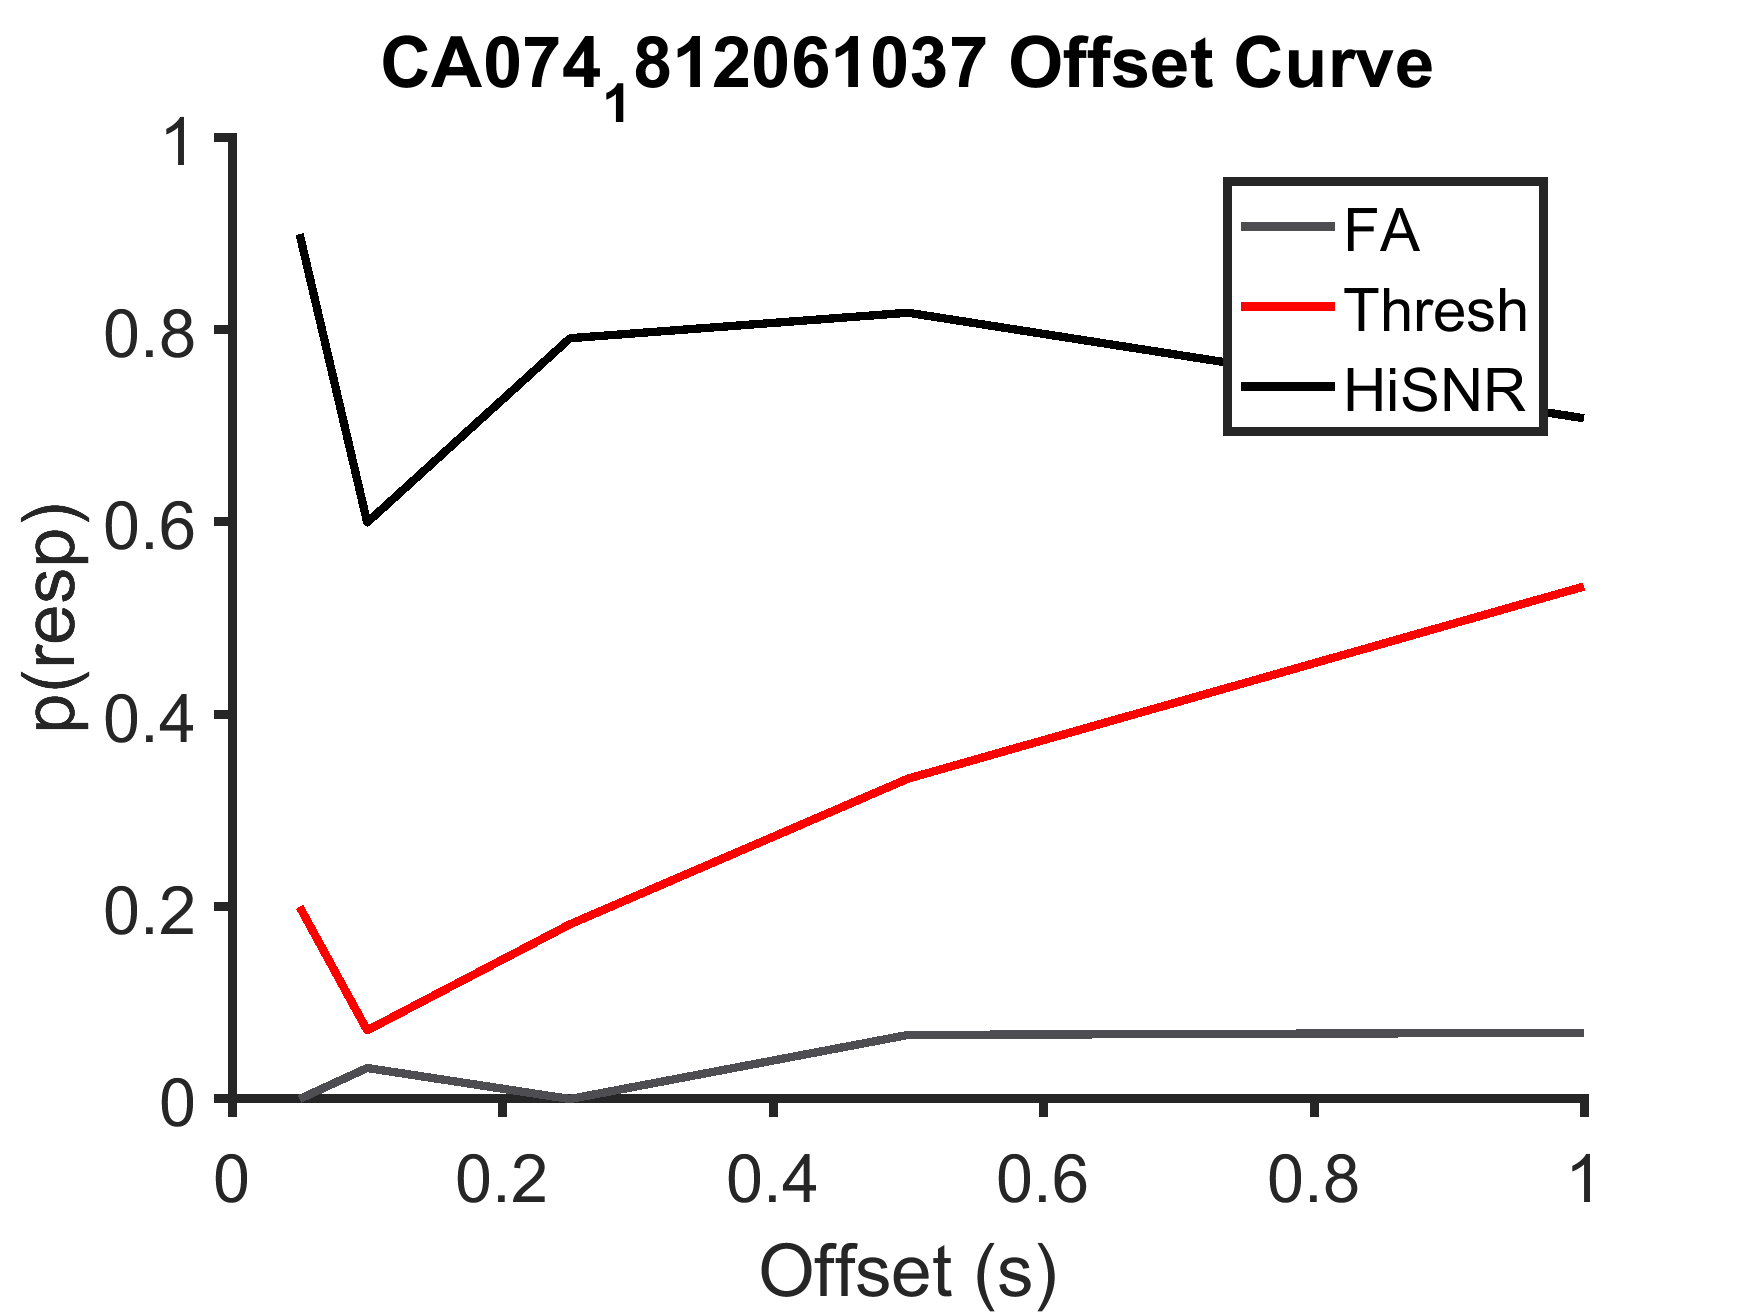 CA074₁812061037 Offset Curve
1
0.8
0.6
0.4
0.2
0
p(resp)
FA
Thresh
HiSNR
0 0.2 0.4 0.6 0.8 1
Offset (s)